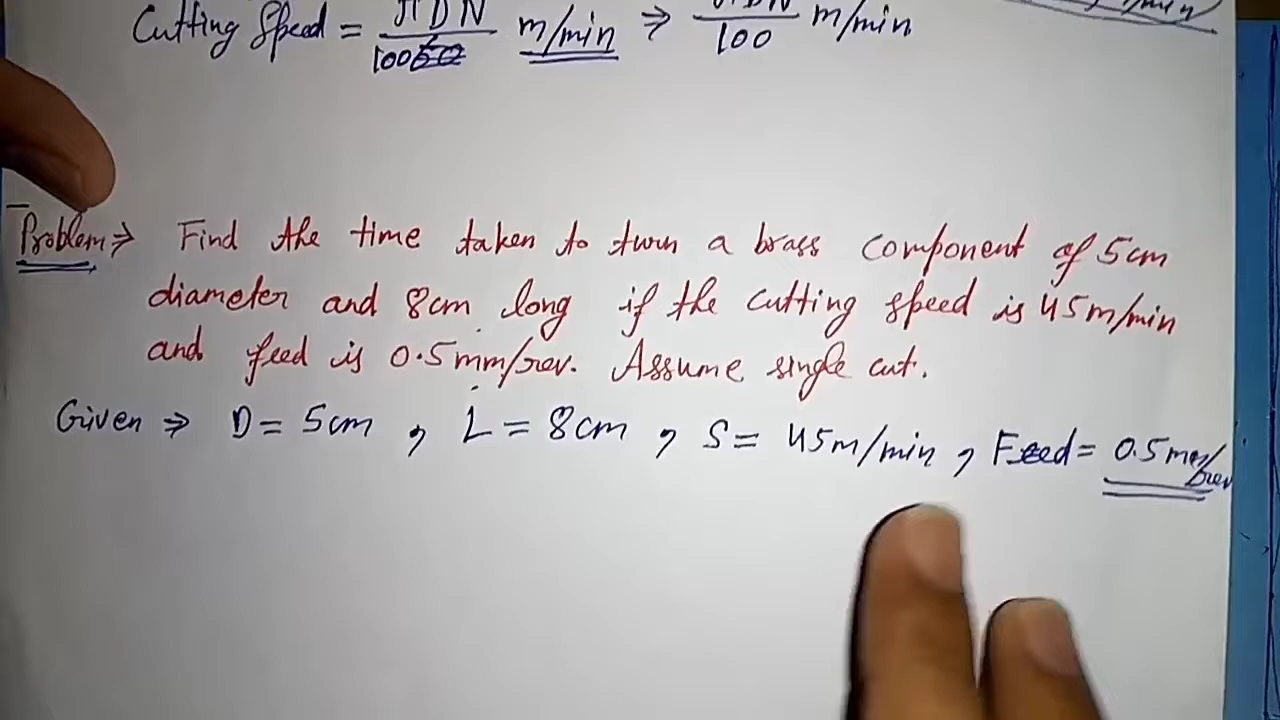 Cutting Speed = πDN/100 m/min ⇒ πDN/100 m/min
Problem ⇒ Find the time taken to turn a brass component of 5cm
diameter and 8cm long if the cutting speed is 45m/min
and feed is 0.5mm/rev. Assume single cut.
Given ⇒ D = 5cm, L = 8cm, S = 45m/min, Feed = 0.5mm/rev